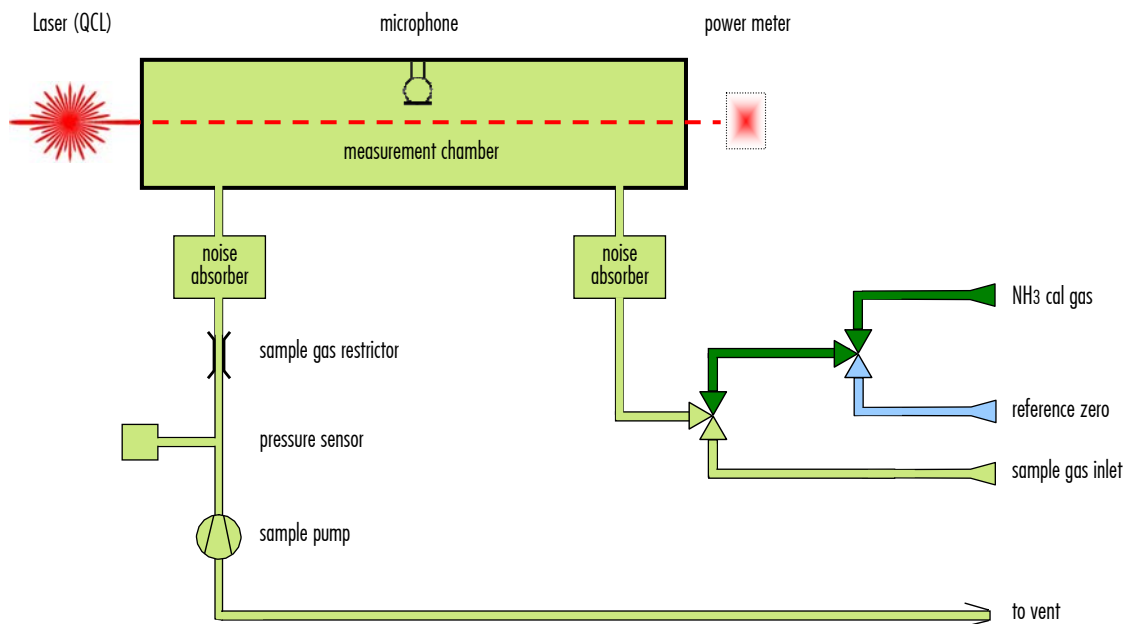 Laser (QCL)
microphone
power meter
measurement chamber
noise
absorber
noise
absorber
NH3 cal gas
sample gas restrictor
reference zero
pressure sensor
sample gas inlet
sample pump
to vent